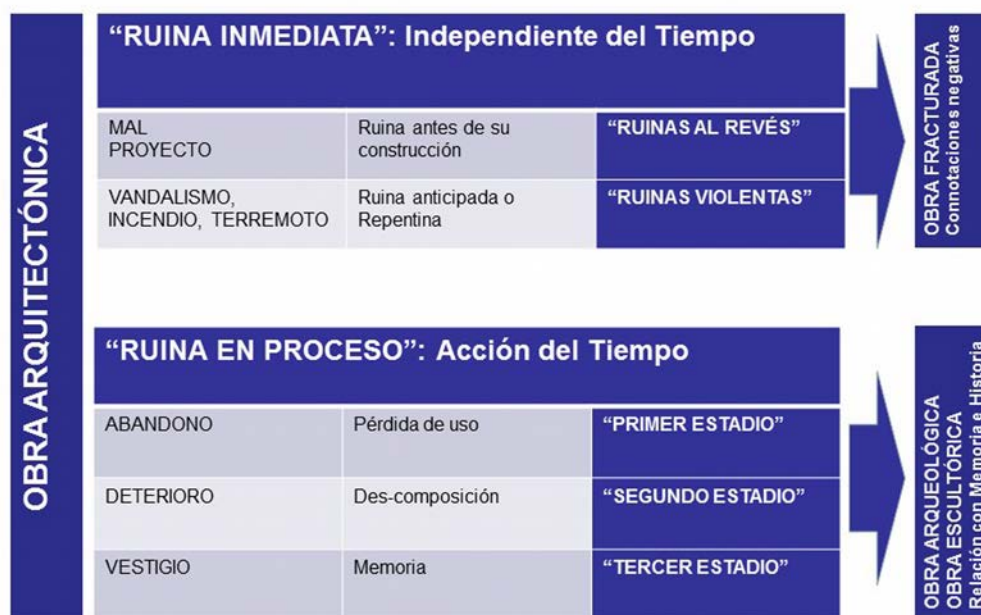 OBRA ARQUITECTÓNICA
“RUINA INMEDIATA”: Independiente del Tiempo
MAL
PROYECTO
Ruina antes de su
construcción
“RUINAS AL REVÉS”
VANDALISMO,
INCENDIO, TERREMOTO
Ruina anticipada o
Repentina
“RUINAS VIOLENTAS”
OBRA FRACTURADA
Connotaciones negativas
“RUINA EN PROCESO”: Acción del Tiempo
ABANDONO
Pérdida de uso
“PRIMER ESTADIO”
DETERIORO
Des-composición
“SEGUNDO ESTADIO”
VESTIGIO
Memoria
“TERCER ESTADIO”
OBRA ARQUEOLÓGICA
OBRA ESCULTÓRICA
Relación con Memoria e Historia